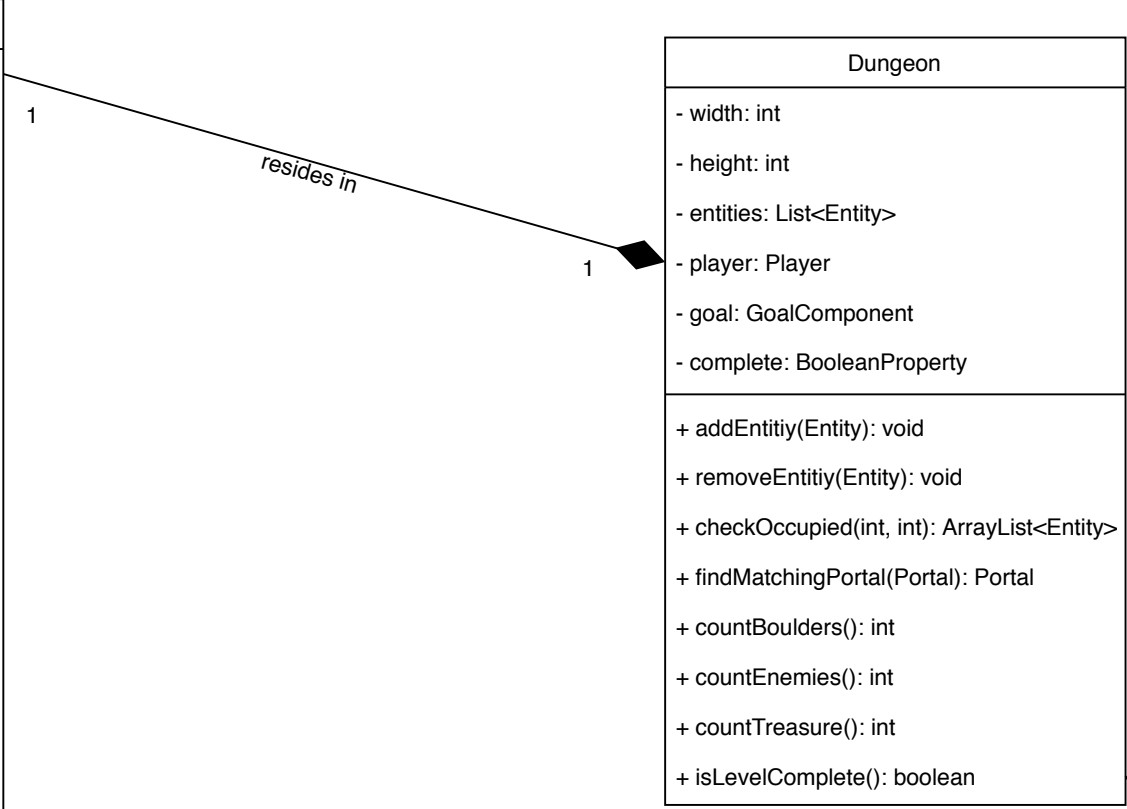 Dungeon
- width: int
1
- height: int
resides in
- entities: List<Entity>
- player: Player
1
- goal: GoalComponent
- complete: BooleanProperty
+ addEntitiy(Entity): void
+ removeEntitiy(Entity): void
+ checkOccupied(int, int): ArrayList<Entity>
+ findMatchingPortal(Portal): Portal
+ countBoulders(): int
+ countEnemies(): int
+ countTreasure(): int
+ isLevelComplete(): boolean